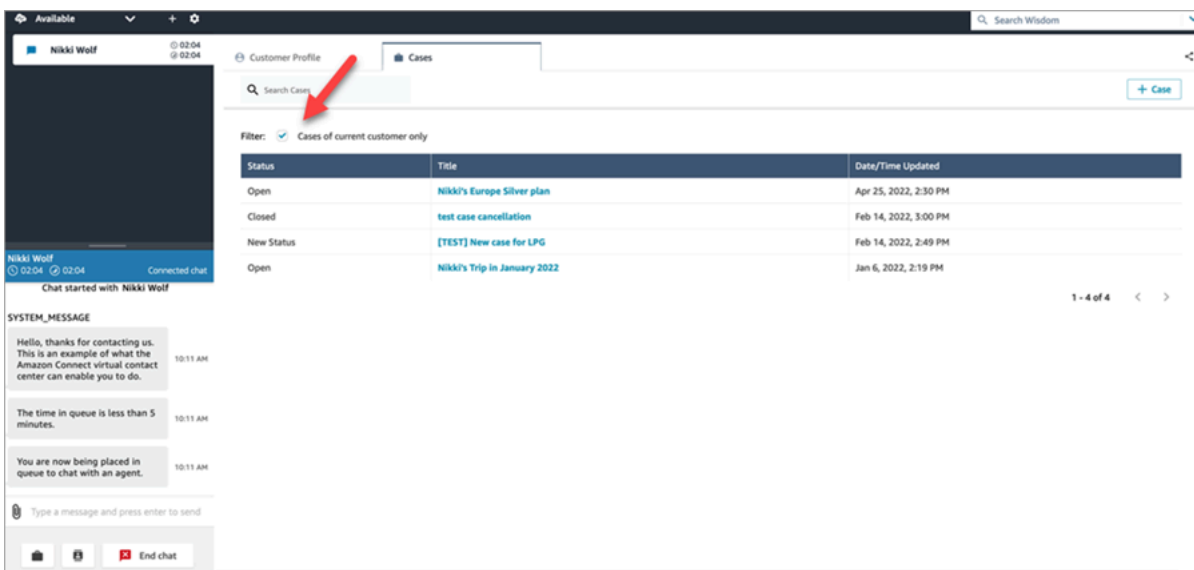 Available
Search Wisdom
Nikki Wolf
02:04
02:04
Customer Profile
Cases
Search Cases
+ Case
Filter:
Cases of current customer only
Status
Title
Date/Time Updated
Open
Nikki's Europe Silver plan
Apr 25, 2022, 2:30 PM
Closed
test case cancellation
Feb 14, 2022, 3:00 PM
New Status
[TEST] New case for LPG
Feb 14, 2022, 2:49 PM
Open
Nikki's Trip in January 2022
Jan 6, 2022, 2:19 PM
1 - 4 of 4
Nikki Wolf
02:04
02:04
Connected chat
Chat started with Nikki Wolf
SYSTEM_MESSAGE
Hello, thanks for contacting us.
This is an example of what the
Amazon Connect virtual contact
center can enable you to do.
10:11 AM
The time in queue is less than 5
minutes.
10:11 AM
You are now being placed in
queue to chat with an agent.
10:11 AM
Type a message and press enter to send
End chat